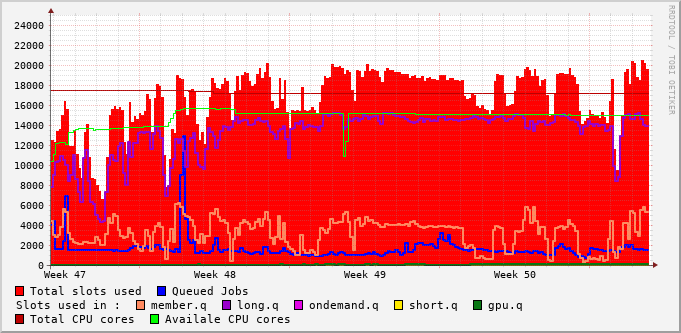 24000
22000
20000
18000
16000
14000
12000
10000
8000
6000
4000
2000
0
Week 47 Week 48 Week 49 Week 50
RRDTOOL / TOBI OETIKER
Total slots used Queued Jobs
Slots used in : member.q long.q ondemand.q short.q gpu.q
Total CPU cores Availale CPU cores